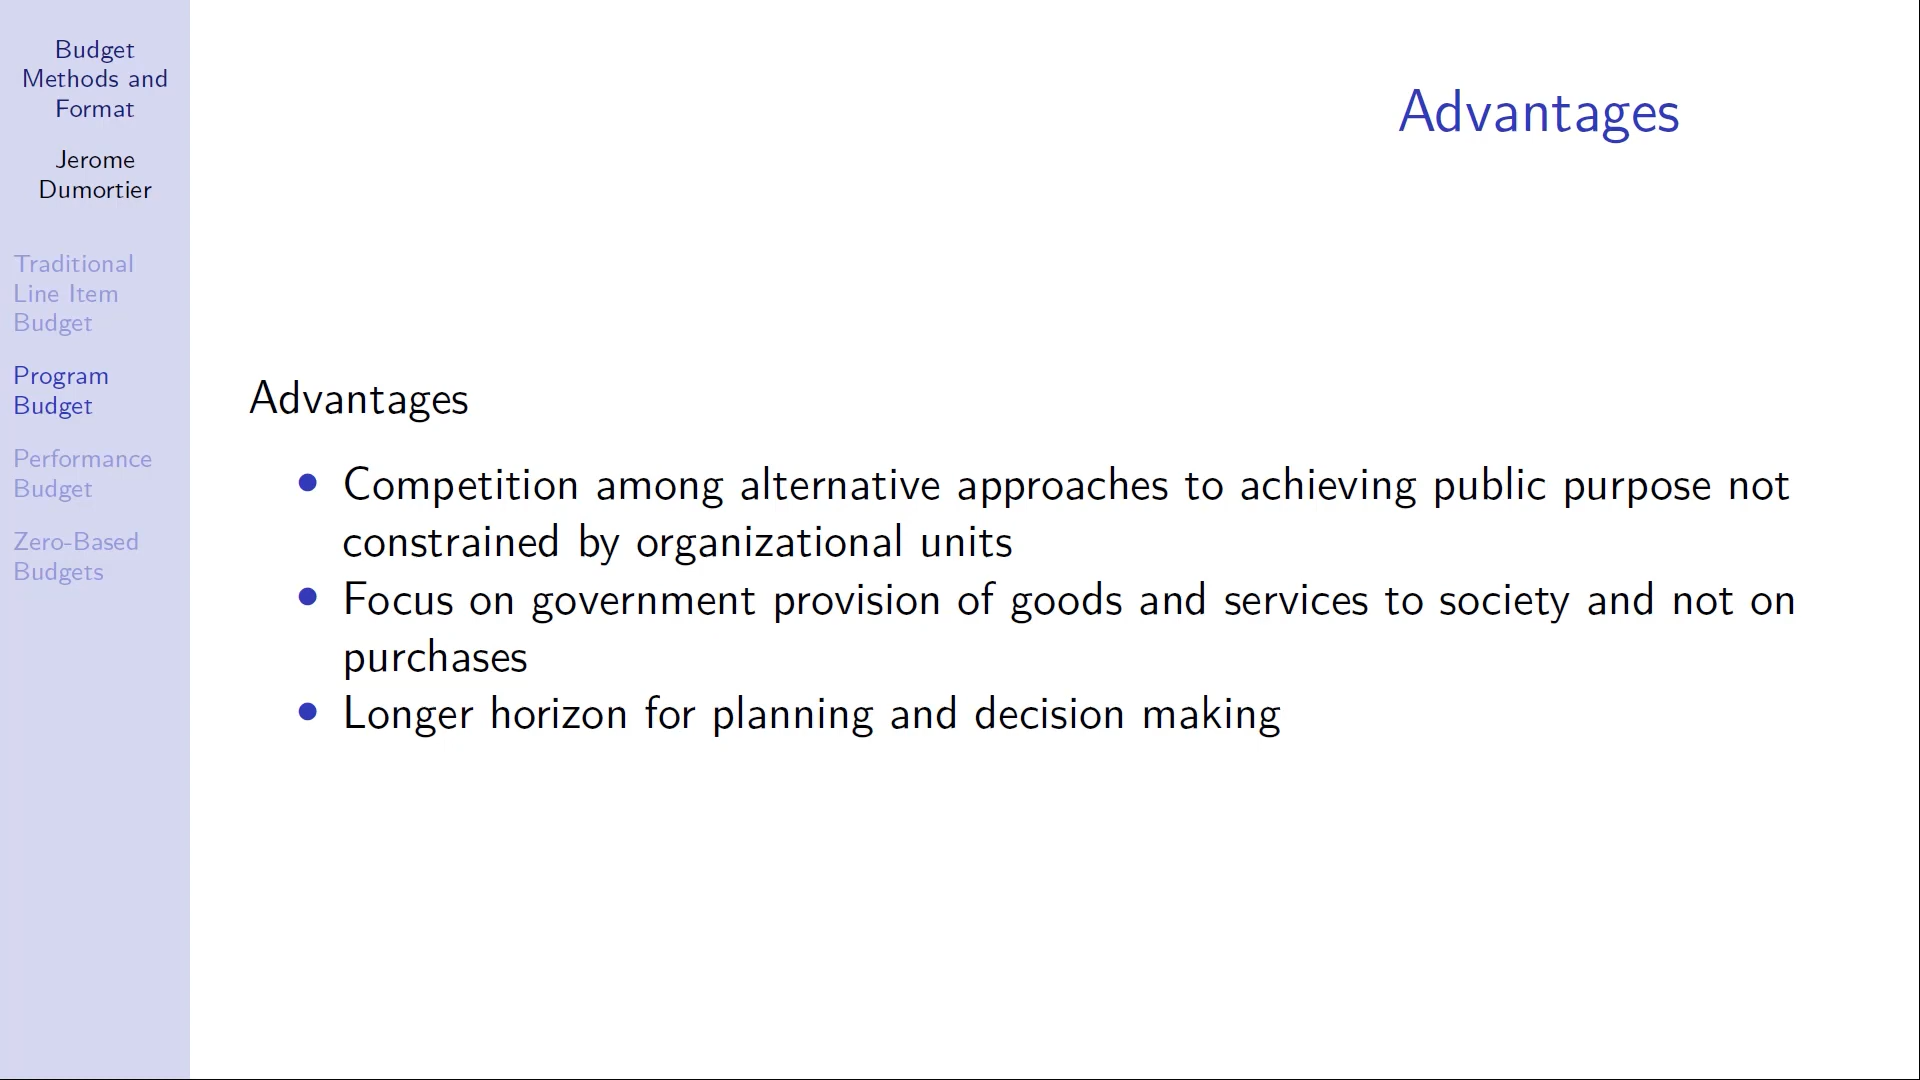 Budget
Methods and
Format
Jerome
Dumortier
Traditional
Line Item
Budget
Program
Budget
Performance
Budget
Zero-Based
Budgets
Advantages
Advantages
• Competition among alternative approaches to achieving public purpose not
constrained by organizational units
• Focus on government provision of goods and services to society and not on
purchases
• Longer horizon for planning and decision making